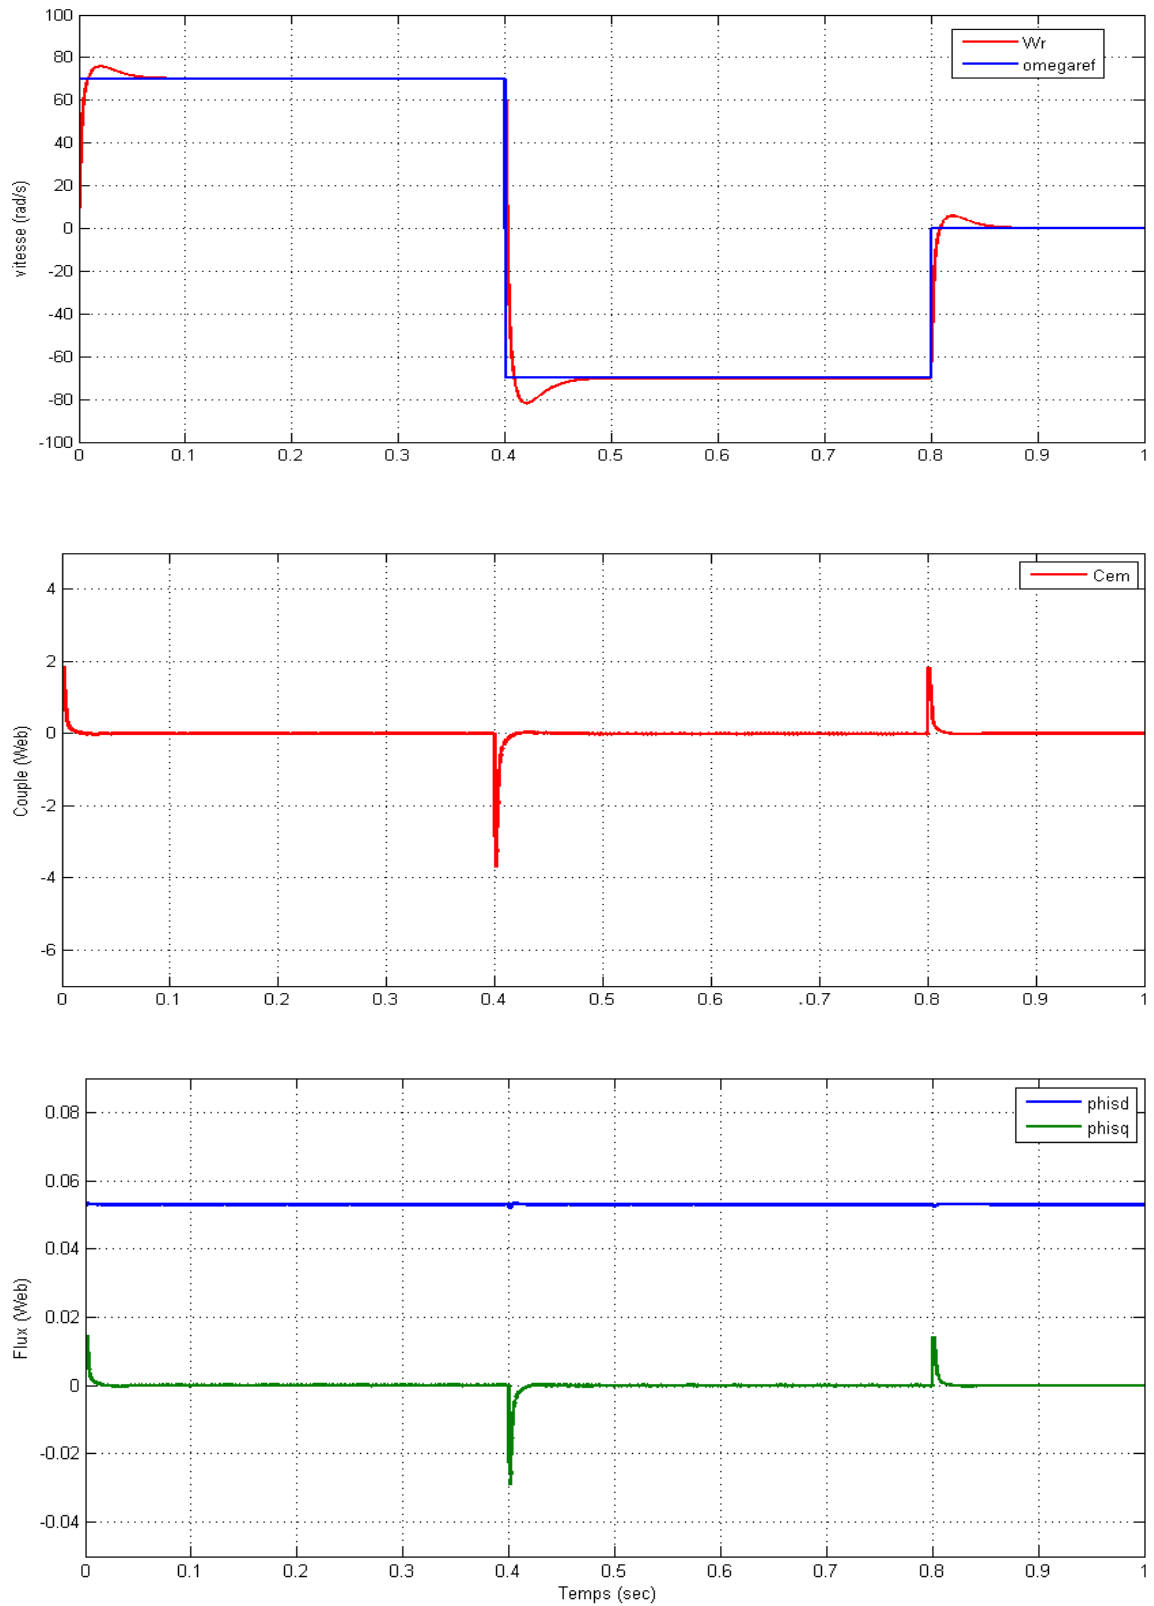 100
80
60
40
20
0
-20
-40
-60
-80
-100
vitesse (rad/s)
Wr
omegaref
0 0.1 0.2 0.3 0.4 0.5 0.6 0.7 0.8 0.9 1
4
2
0
-2
-4
-6
Couple (Web)
Cem
0 0.1 0.2 0.3 0.4 0.5 0.6 .0.7 0.8 0.9 1
0.08
0.06
0.04
0.02
0
-0.02
-0.04
Flux (Web)
phisd
phisq
0 0.1 0.2 0.3 0.4 0.5 0.6 0.7 0.8 0.9 1
Temps (sec)